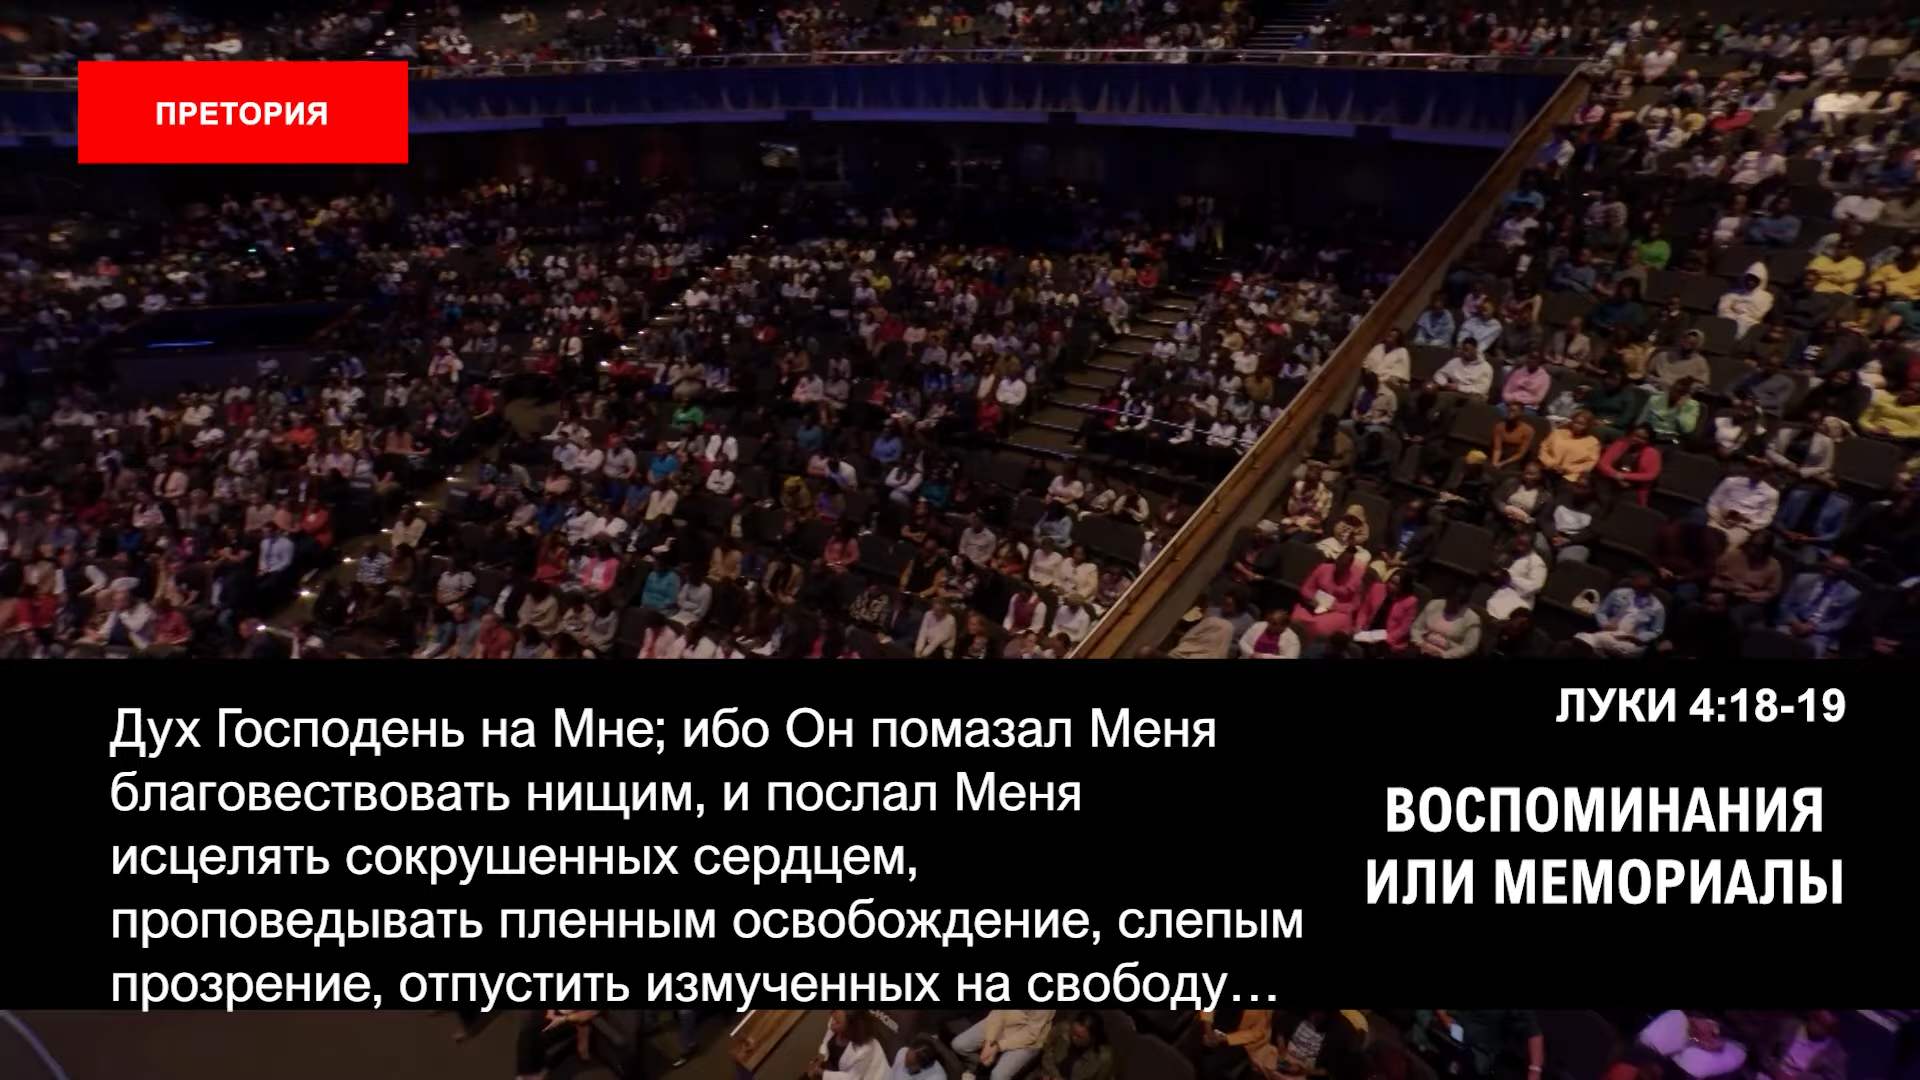 ПРЕТОРИЯ
Дух Господень на Мне; ибо Он помазал Меня
благовествовать нищим, и послал Меня
исцелять сокрушенных сердцем,
проповедывать пленным освобождение, слепым
прозрение, отпустить измученных на свободу…
ЛУКИ 4:18-19
ВОСПОМИНАНИЯ
ИЛИ МЕМОРИАЛЫ